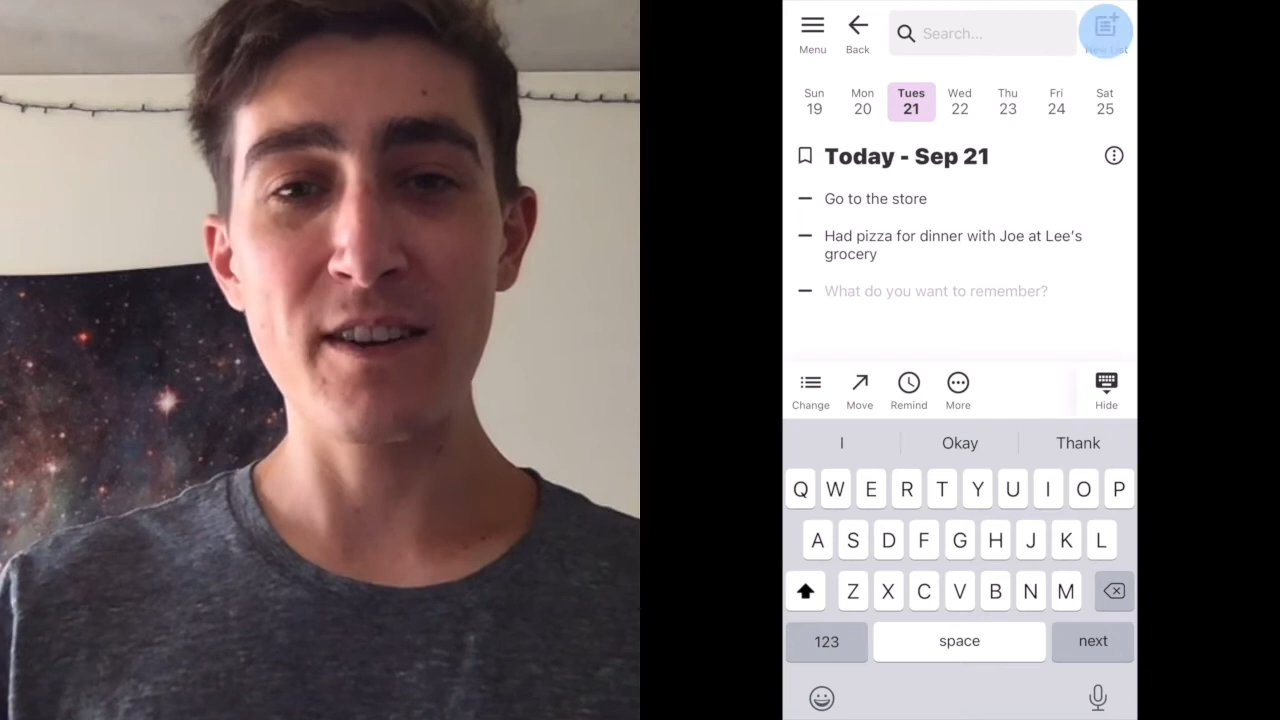 Menu Back Search... New List
Sun Mon Tues Wed Thu Fri Sat
19 20 21 22 23 24 25
Today - Sep 21
Go to the store
Had pizza for dinner with Joe at Lee's
grocery
What do you want to remember?
Change Move Remind More Hide
I Okay Thank
Q W E R T Y U I O P
A S D F G H J K L
Z X C V B N M
123 space next